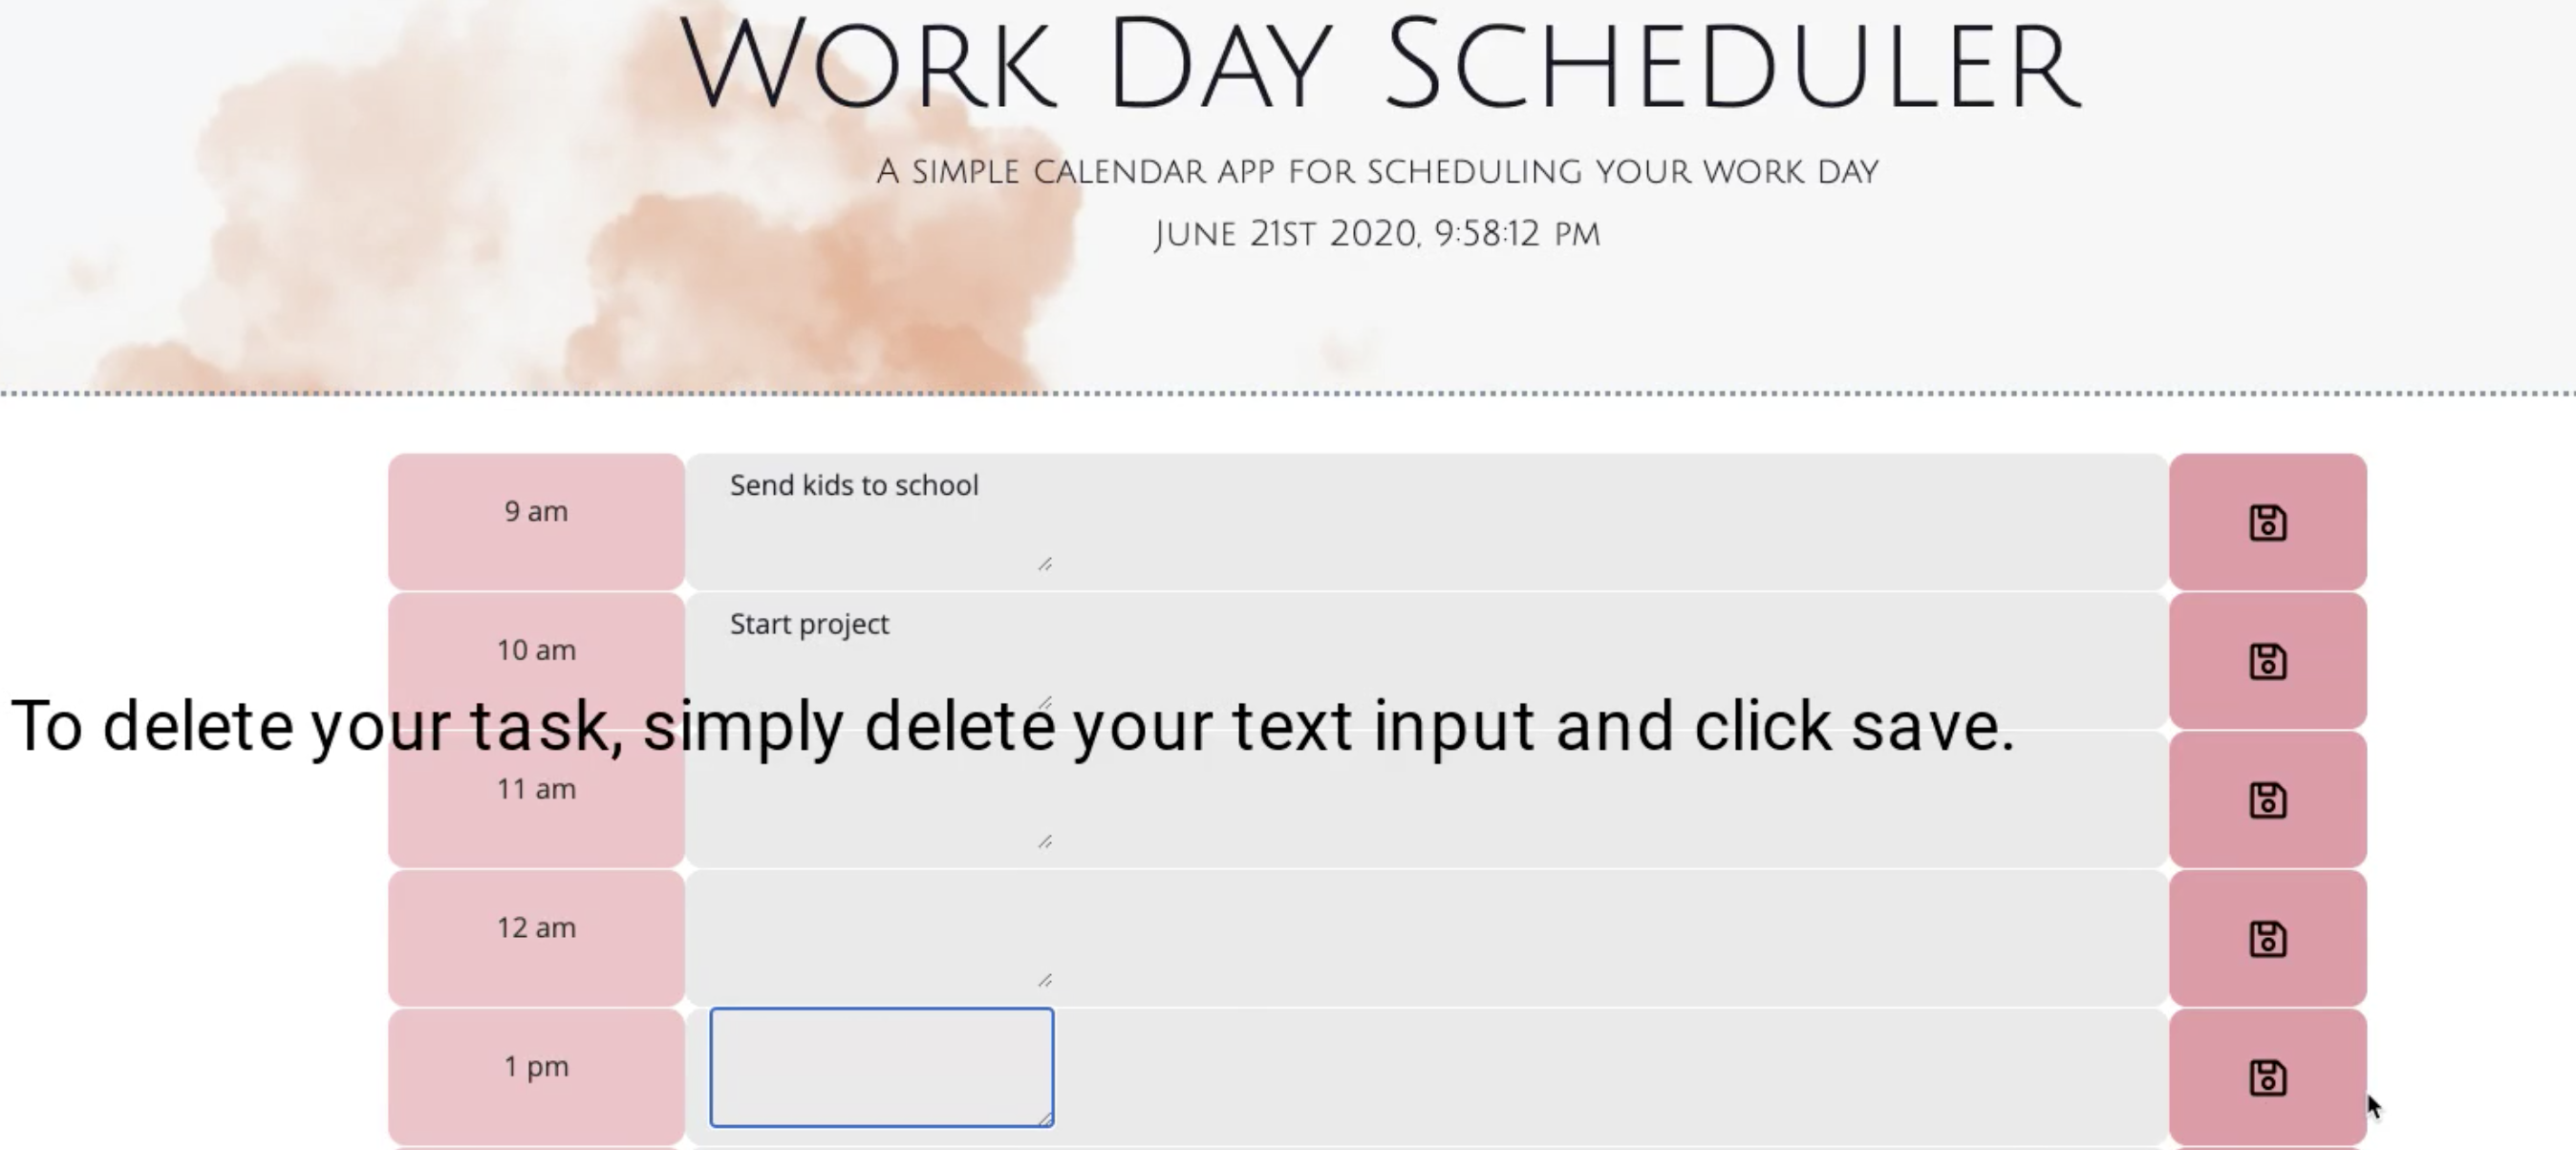 Work Day Scheduler
A simple calendar app for scheduling your work day
June 21st 2020, 9:58:12 pm
9 am
Send kids to school
10 am
Start project
To delete your task, simply delete your text input and click save.
11 am
12 am
1 pm